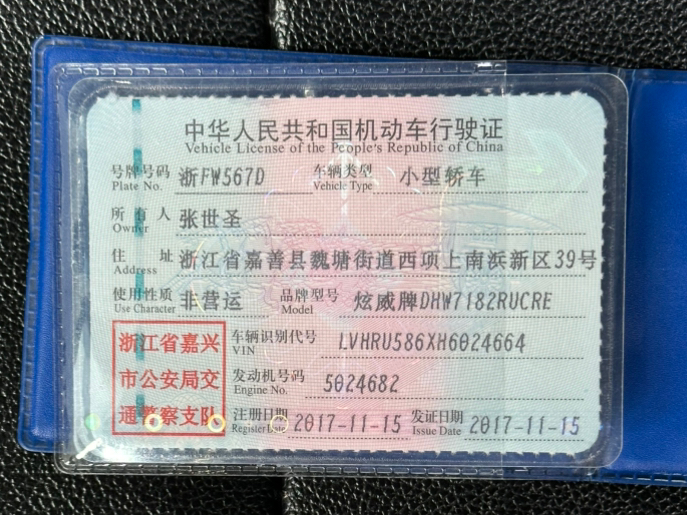 中华人民共和国机动车行驶证
Vehicle License of the People's Republic of China
号牌号码 浙FW567D 车辆类型 小型轿车
Plate No. Vehicle Type
所有人 张世圣
Owner
住址 浙江省嘉善县魏塘街道西项上南浜新区39号
Address
使用性质 非营运 品牌型号 炫威牌DHW7182RUCRE
Use Character Model
浙江省嘉兴
市公安局交
通警察支队
车辆识别代号 LVHRU586XH6024664
VIN
发动机号码 5024682
Engine No.
注册日期 2017-11-15 发证日期 2017-11-15
Register Date Issue Date